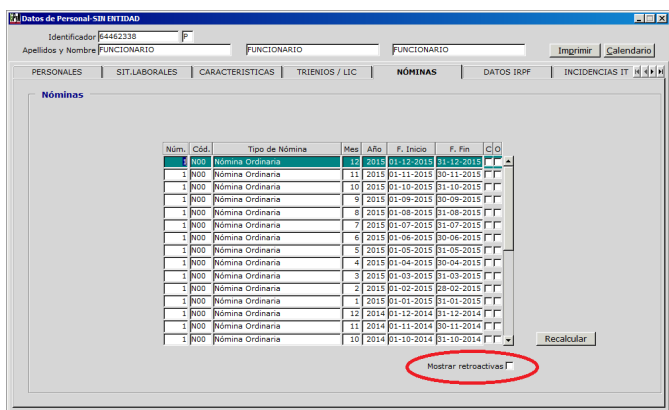 Datos de Personal-SIN ENTIDAD
Identificador 64462338 P
Apellidos y Nombre FUNCIONARIO FUNCIONARIO FUNCIONARIO Imprimir Calendario
PERSONALES SIT.LABORALES CARACTERISTICAS TRIENIOS / LIC NÓMINAS DATOS IRPF INCIDENCIAS IT
Nóminas
Núm. Cód. Tipo de Nómina Mes Año F. Inicio F. Fin C O
1 N00 Nómina Ordinaria 12 2015 01-12-2015 31-12-2015
1 N00 Nómina Ordinaria 11 2015 01-11-2015 30-11-2015
1 N00 Nómina Ordinaria 10 2015 01-10-2015 31-10-2015
1 N00 Nómina Ordinaria 9 2015 01-09-2015 30-09-2015
1 N00 Nómina Ordinaria 8 2015 01-08-2015 31-08-2015
1 N00 Nómina Ordinaria 7 2015 01-07-2015 31-07-2015
1 N00 Nómina Ordinaria 6 2015 01-06-2015 30-06-2015
1 N00 Nómina Ordinaria 5 2015 01-05-2015 31-05-2015
1 N00 Nómina Ordinaria 4 2015 01-04-2015 30-04-2015
1 N00 Nómina Ordinaria 3 2015 01-03-2015 31-03-2015
1 N00 Nómina Ordinaria 2 2015 01-02-2015 28-02-2015
1 N00 Nómina Ordinaria 1 2015 01-01-2015 31-01-2015
1 N00 Nómina Ordinaria 12 2014 01-12-2014 31-12-2014
1 N00 Nómina Ordinaria 11 2014 01-11-2014 30-11-2014
1 N00 Nómina Ordinaria 10 2014 01-10-2014 31-10-2014
Recalcular
Mostrar retroactivas